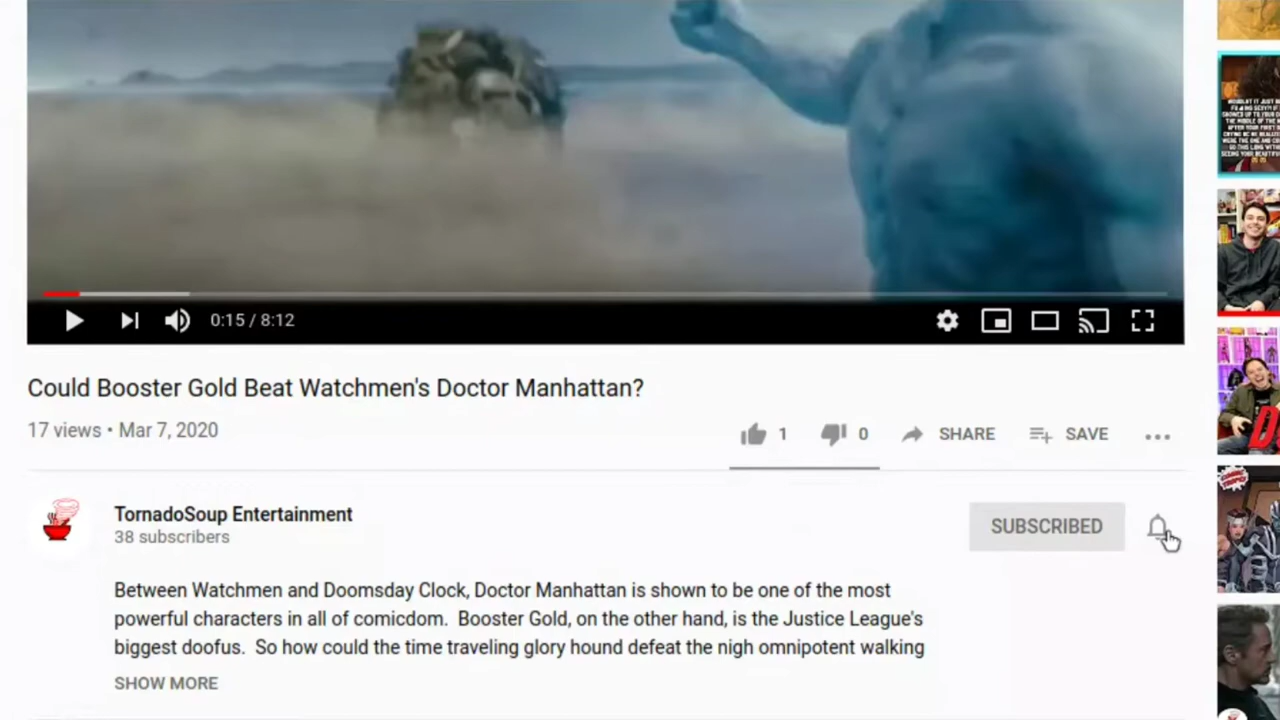 0:15 / 8:12
Could Booster Gold Beat Watchmen's Doctor Manhattan?
17 views • Mar 7, 2020
1
0
SHARE
SAVE
TornadoSoup Entertainment
38 subscribers
SUBSCRIBED
Between Watchmen and Doomsday Clock, Doctor Manhattan is shown to be one of the most
powerful characters in all of comicdom.  Booster Gold, on the other hand, is the Justice League's
biggest doofus.  So how could the time traveling glory hound defeat the nigh omnipotent walking
SHOW MORE